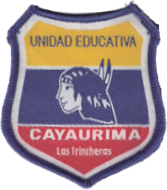 UNIDAD EDUCATIVA
CAYAURIMA
Las Trincheras